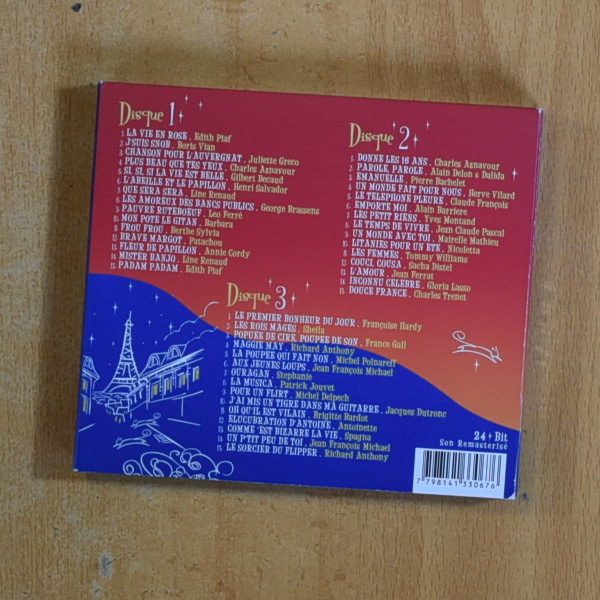 Disque 1
1. LA VIE EN ROSE . Edith Piaf
2. J'SUIS SNOB . Boris Vian
3. CHANSON POUR L'AUVERGNAT . Juliette Greco
4. PLUS BEAU QUE TES YEUX . Charles Aznavour
5. SI, SI, SI LA VIE EST BELLE . Gilbert Becaud
6. L'ABEILLE ET LE PAPILLON . Henri Salvador
7. QUE SERA SERA . Line Renaud
8. LES AMOREUX DES BANCS PUBLICS . George Brassens
9. PAUVRE RUTEBOEUF . Leo Ferrè
10. MON POTE LE GITAN . Barbara
11. FROU FROU . Berthe Sylvia
12. BRAVE MARGOT . Patachou
13. FLEUR DE PAPILLON . Annie Cordy
14. MISTER BANJO . Line Renaud
15. PADAM PADAM . Edith Piaf
Disque 2
1. DONNE LES 16 ANS . Charles Aznavour
2. PAROLE, PAROLE . Alain Delon & Dalida
3. EMANUELLE . Pierre Bachelet
4. UN MONDE FAIT POUR NOUS . Herve Vilard
5. LE TELEPHONE PLEURE . Claude François
6. EMPORTE MOI . Alain Barriere
7. LES PETIT RIENS . Yves Montand
8. LE TEMPS DE VIVRE . Jean Claude Pascal
9. UN MONDE AVEC TOI . Mairelle Mathieu
10. LITANIES POUR UN ETE . Nicoletta
11. LES FEMMES . Tommy Williams
12. COUCI, COUSA . Sacha Distel
13. L'AMOUR . Jean Ferrat
14. INCONNU CELEBRE . Gloria Lasso
15. DOUCE FRANCE . Charles Trenet
Disque 3
1. LE PREMIER BONHEUR DU JOUR . Françoise Hardy
2. LES ROIS MAGES . Sheila
3. POPUEE DE CIRE, POUPEE DE SON . France Gall
4. MAGGIE MAY . Richard Anthony
5. LA POUPEE QUI FAIT NON . Michel Polnareff
6. AUX JEUNES LOUPS . Jean François Michael
7. OURAGAN . Stephanie
8. LA MUSICA . Patrick Jouvet
9. POUR UN FLIRT . Michel Delpech
10. J'AI MIS UN TIGRE DANS MA GUITARRE . Jacques Dutronc
11. OH QU'IL EST VILAIN . Brigitte Bardot
12. ELUCUBRATION D'ANTOINE . Antoinette
13. COMME 'EST BIZARRE LA VIE . Spagna
14. UN P'TIT PEU DE TOI . Jean François Michael
15. LE SORCIER DU FLIPPER . Richard Anthony
24 Bit
Son Remasterisé
7 798141 330676